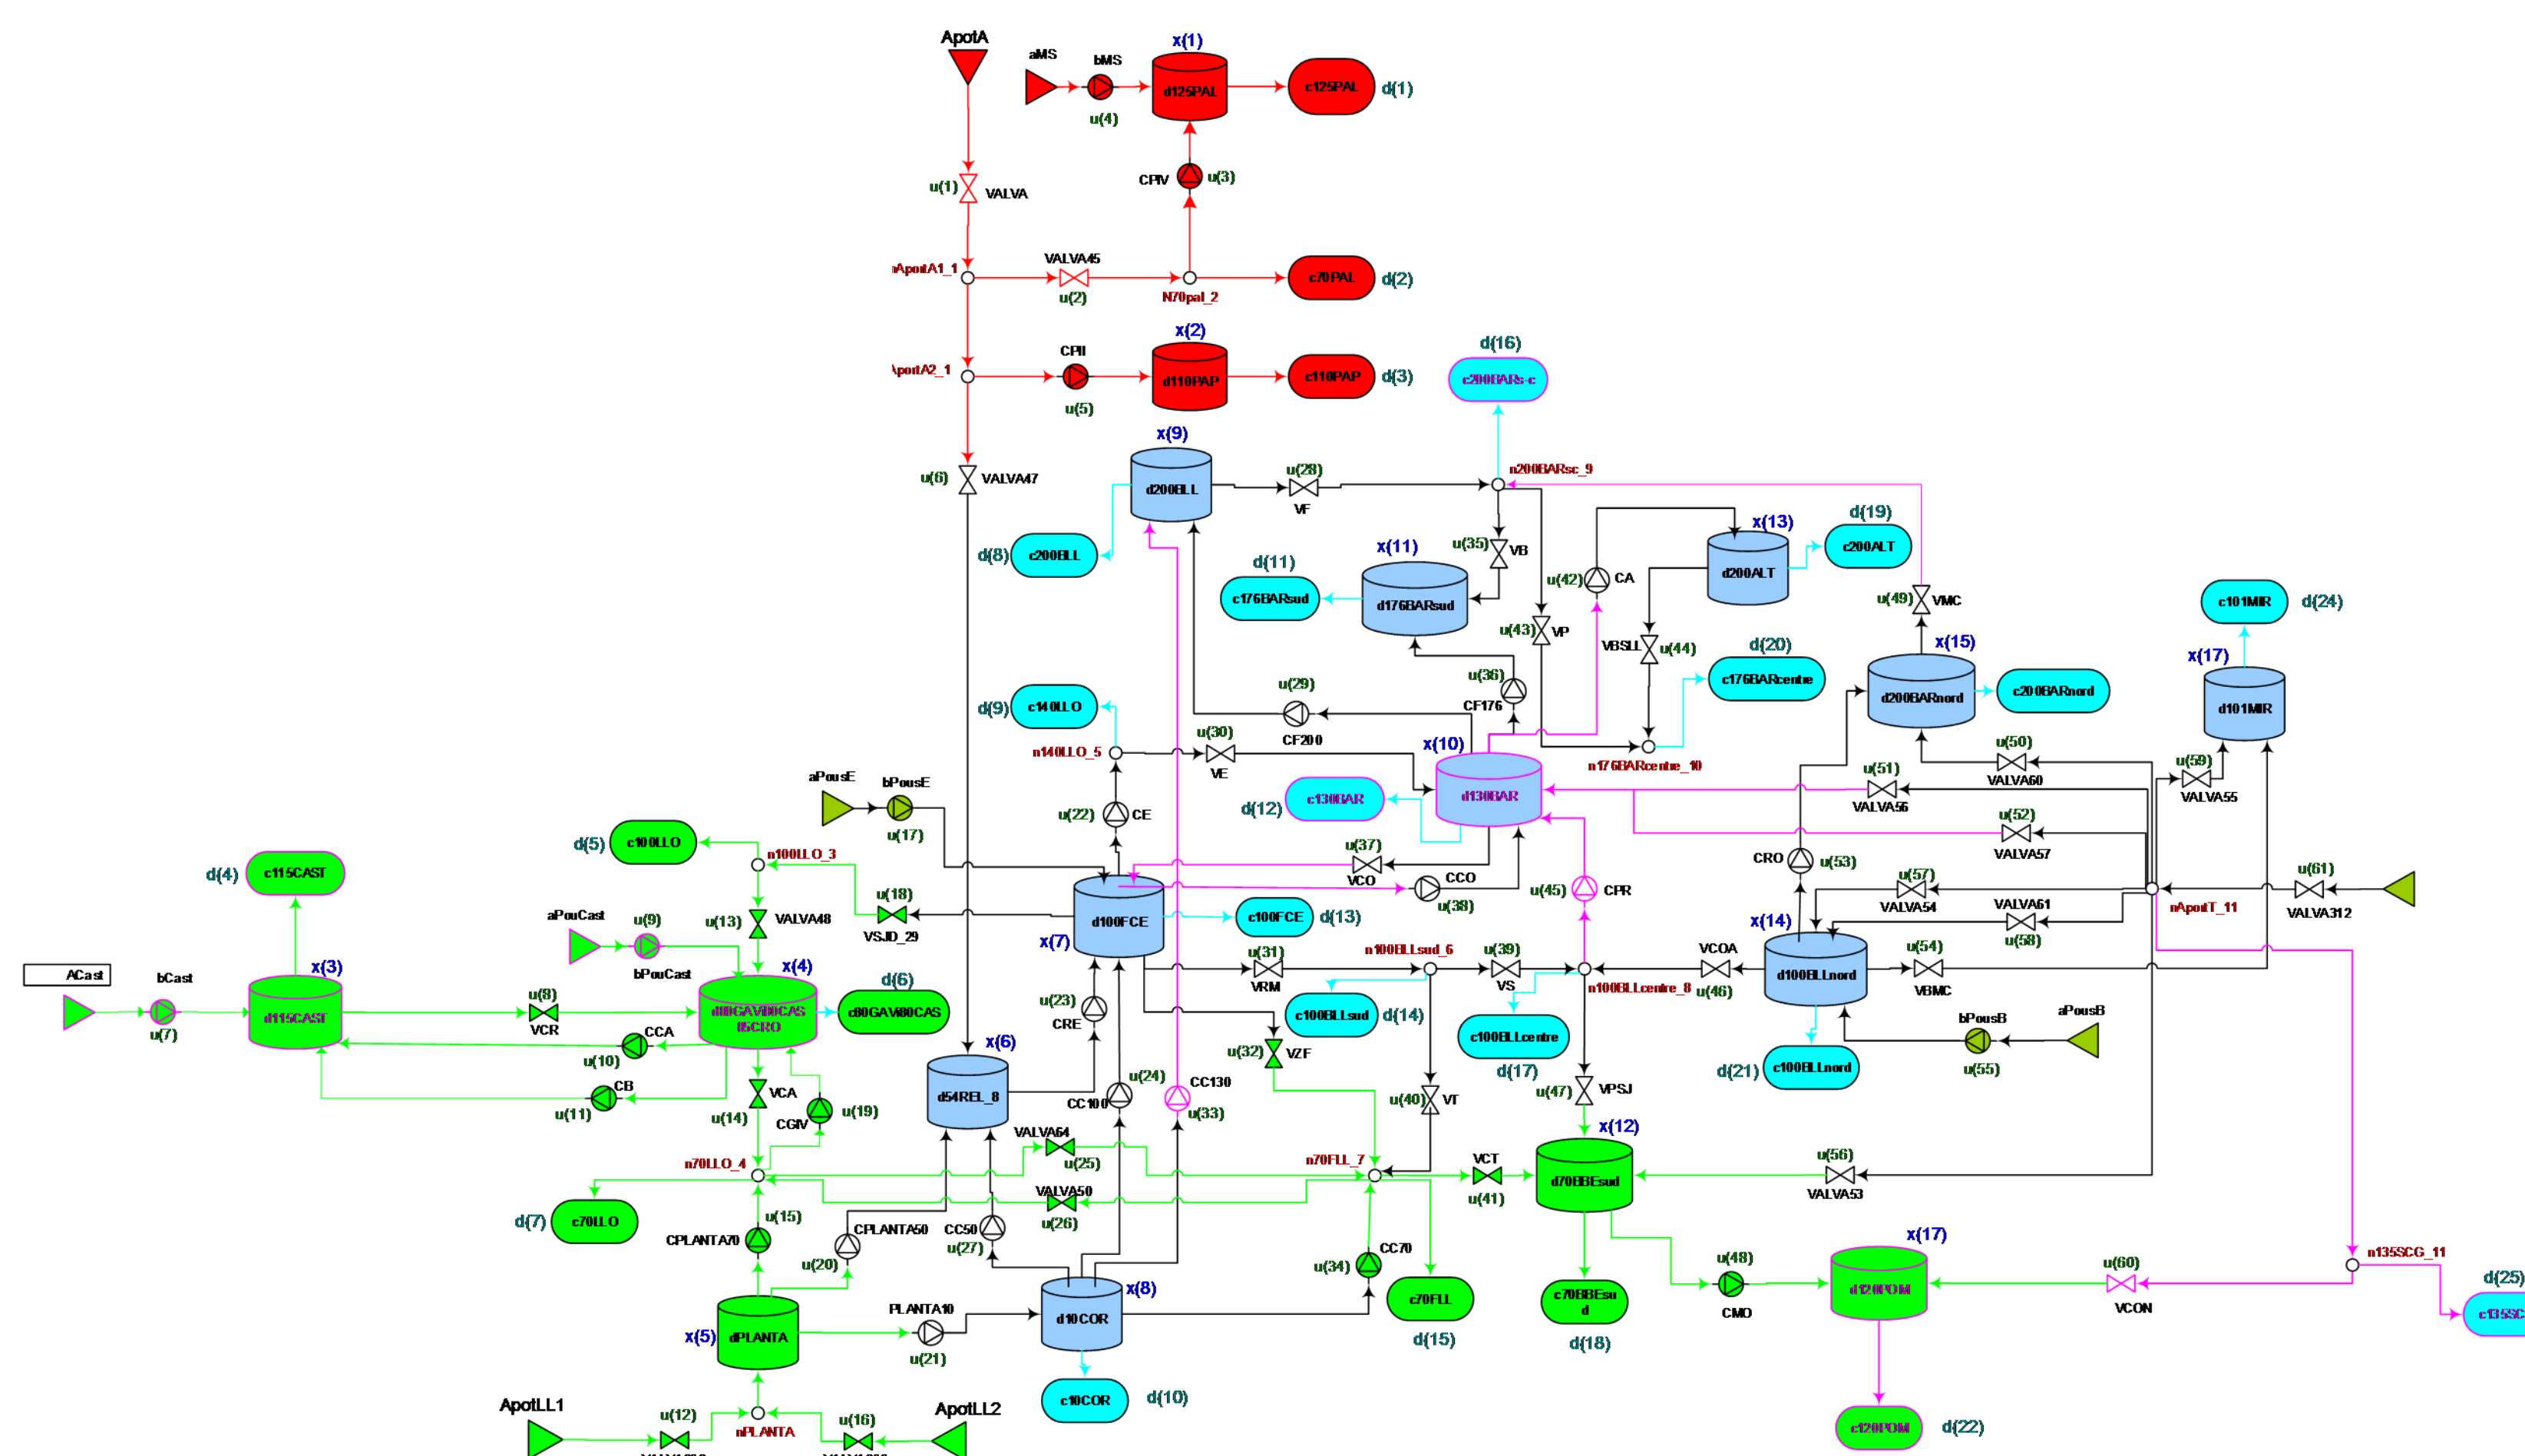 ApotA
x(1)
aMS
bMS
d125PAL
c125PAL
d(1)
u(4)
u(1)
VALVA
CPIV
u(3)
nApotA1_1
VALVA45
c70PAL
d(2)
u(2)
N70pal_2
x(2)
CPII
d110PAP
c110PAP
d(3)
u(5)
d(16)
c200BARs-c
x(9)
u(6)
VALVA47
d200BLL
u(28)
VF
n200BARsc_9
d(8)
c200BLL
x(11)
u(35)
VB
x(13)
d(19)
c200ALT
d200ALT
d(11)
c176BARsud
d176BARsud
u(42)
CA
u(43)
VP
VBSLL
u(44)
u(49)
VMC
c101MIR
d(24)
d(20)
c176BARcentre
x(15)
d200BARnord
c200BARnord
x(17)
d101MIR
d(9)
c140LLO
u(29)
CF200
u(36)
CF176
n140LLO_5
u(30)
VE
x(10)
n176BARcentre_10
u(50)
VALVA60
u(51)
VALVA56
u(59)
VALVA55
aPousE
bPousE
u(17)
u(22)
CE
d(12)
c130BAR
d130BAR
u(52)
VALVA57
d(5)
c100LLO
n100LLO_3
u(37)
VCO
CCO
u(38)
u(45)
CPR
CRO
u(53)
u(57)
VALVA54
VALVA61
u(58)
u(61)
VALVA312
nAportT_11
d(4)
c115CAST
u(18)
VSJD_29
d100FCE
c100FCE
d(13)
x(7)
aPouCast
u(9)
bPouCast
u(13)
VALVA48
ACast
bCast
u(7)
x(3)
d115CAST
u(8)
VCR
x(4)
d80GAVi80CAS
85CRO
d(6)
c80GAVi80CAS
u(31)
VRM
n100BLLsud_6
u(39)
VS
n100BLLcentre_8
VCOA
u(46)
x(14)
d100BLLnord
u(54)
VBMC
CCA
u(10)
CB
u(11)
VCA
u(14)
CGIV
u(19)
u(23)
CRE
c100BLLsud
d(14)
c100BLLcentre
d(17)
bPousB
aPousB
u(55)
d(21)
c100BLLnord
x(6)
d54REL_8
u(32)
VZF
CC100
u(24)
CC130
u(33)
u(40)
VT
u(47)
VPSJ
n70LLO_4
VALVA64
u(25)
n70FLL_7
VCT
u(41)
x(12)
d70BBEsud
u(56)
VALVA53
VALVA50
u(26)
d(7)
c70LLO
u(15)
CPLANTA70
CPLANTA50
u(20)
CC50
u(27)
CC70
u(34)
x(17)
u(48)
CMO
d120POM
u(60)
VCON
n135SCG_11
d(25)
x(5)
dPLANTA
PLANTA10
u(21)
x(8)
d10COR
c70FLL
d(15)
c70BBEsu
d
d(18)
c10COR
d(10)
ApotLL1
u(12)
nPLANTA
u(16)
ApotLL2
c120POM
d(22)